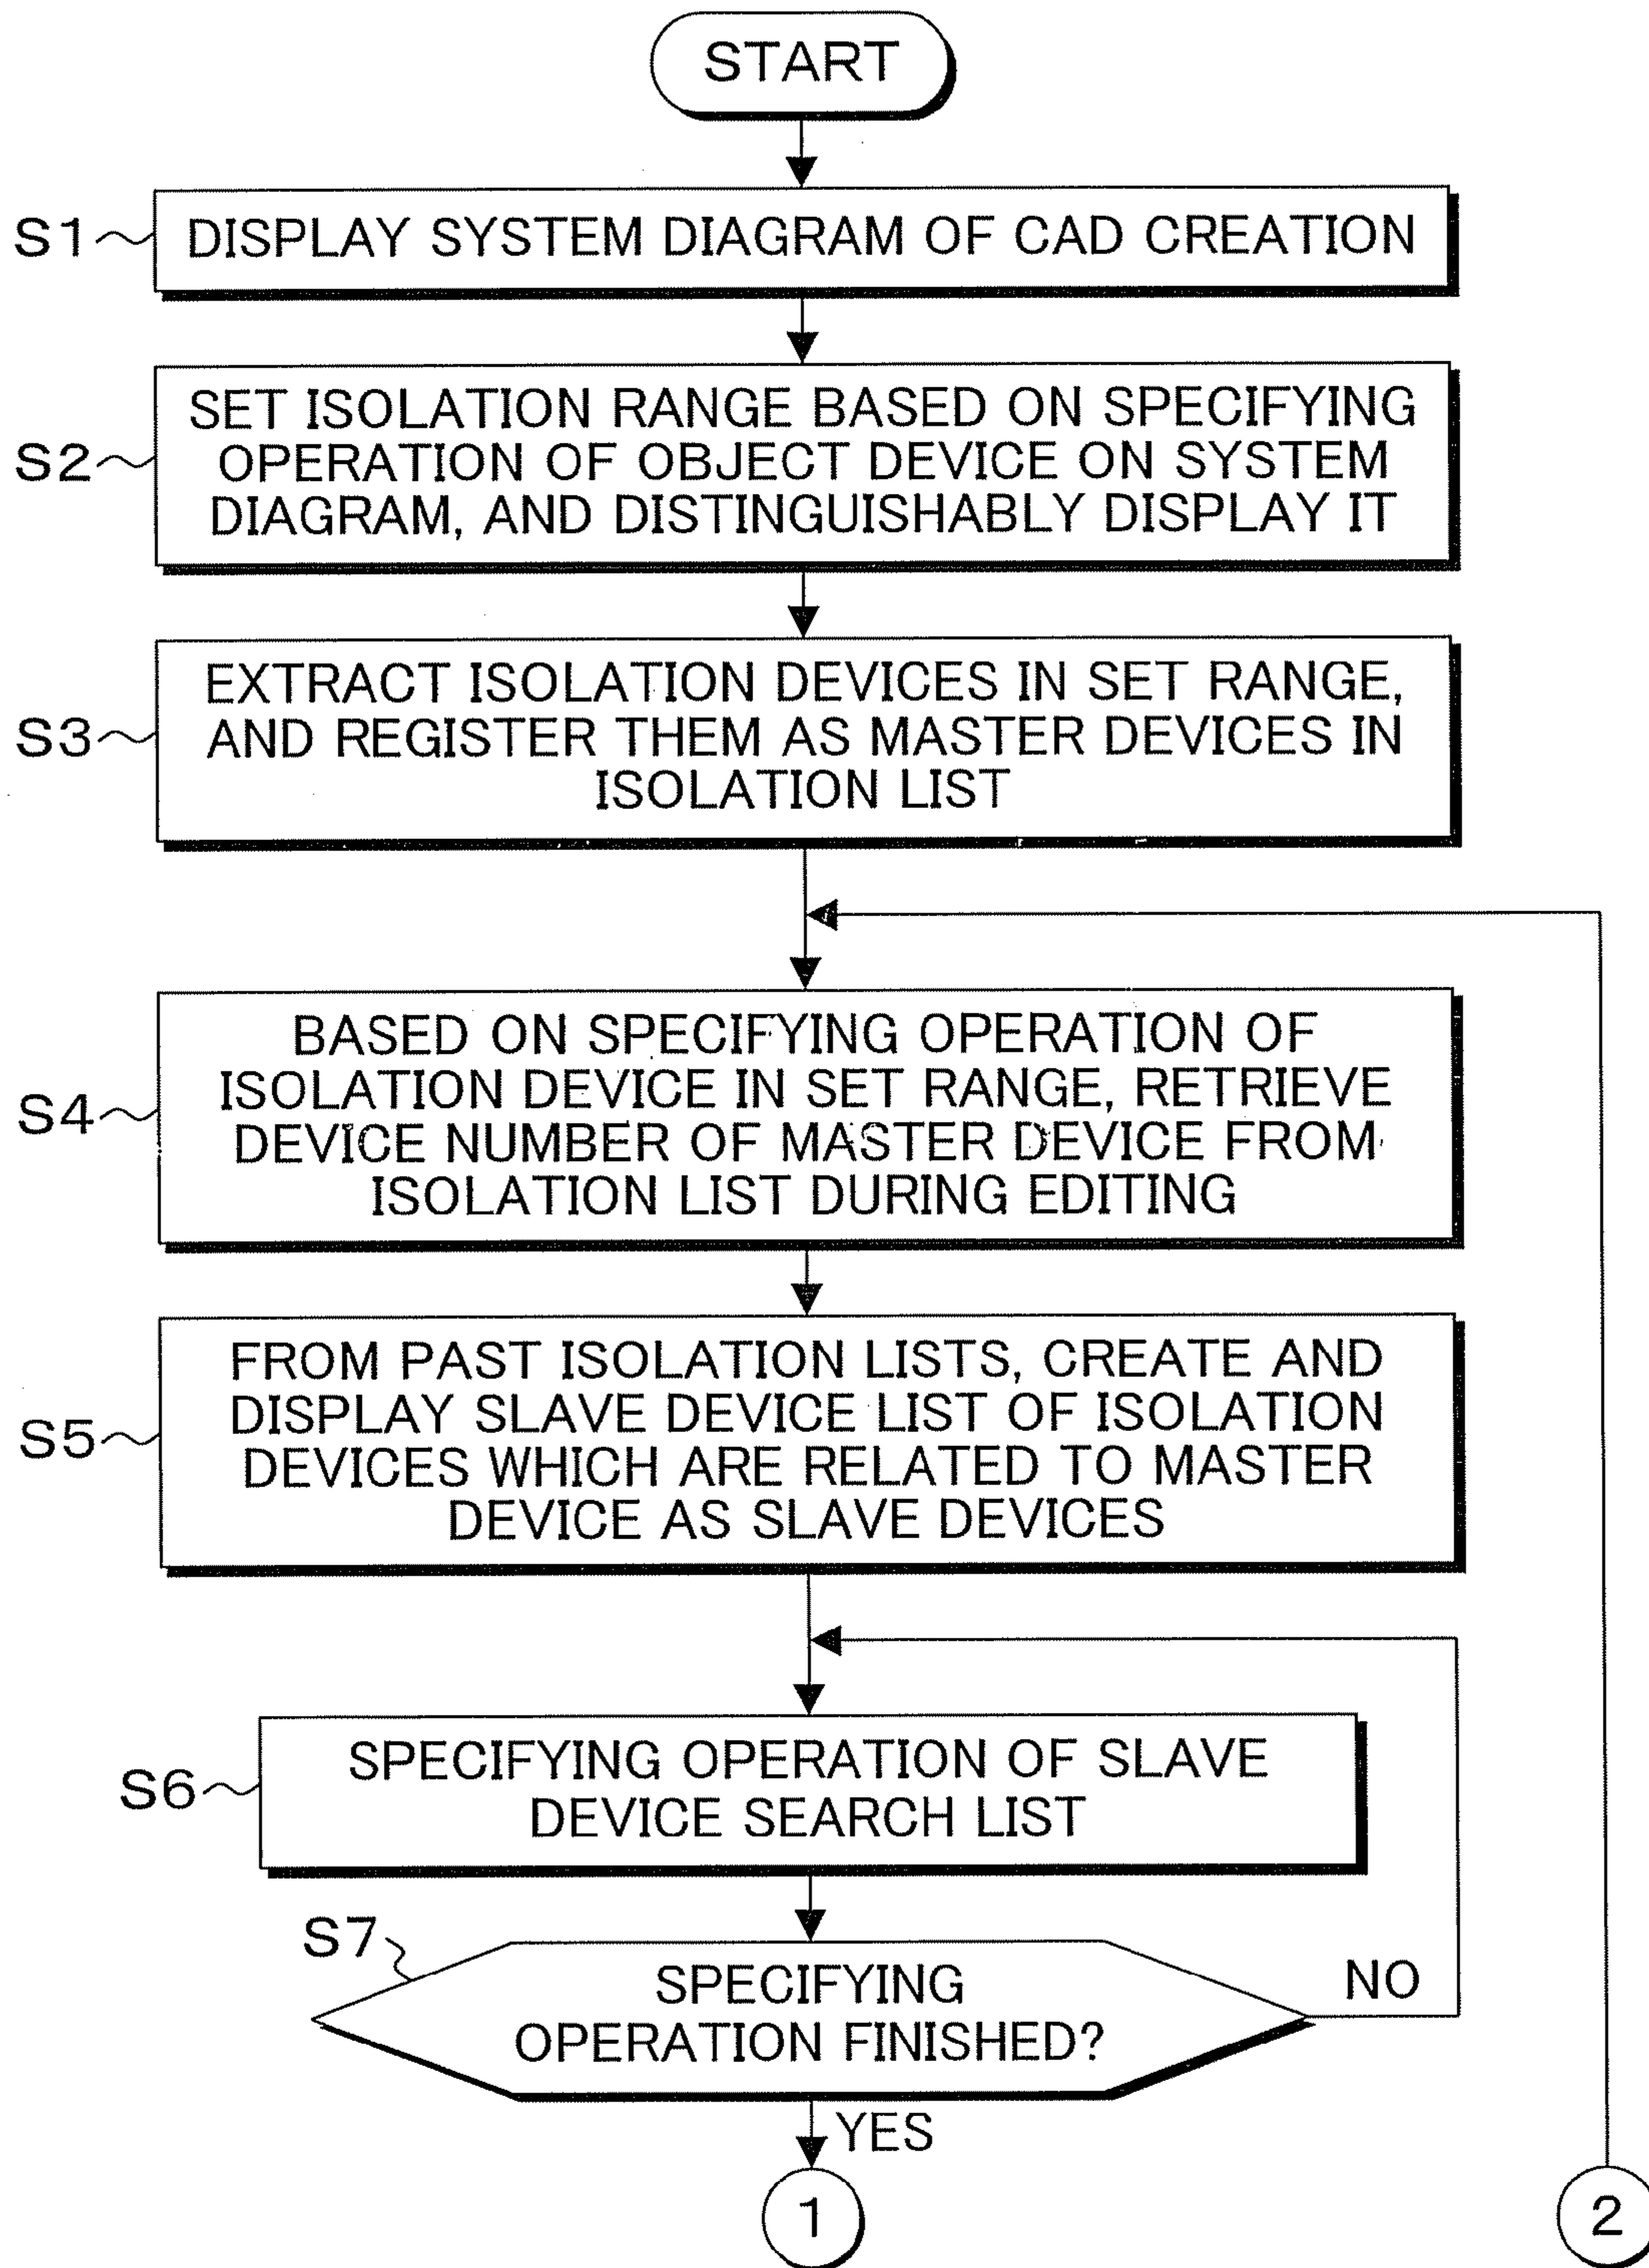 START
S1
DISPLAY SYSTEM DIAGRAM OF CAD CREATION
S2
SET ISOLATION RANGE BASED ON SPECIFYING
OPERATION OF OBJECT DEVICE ON SYSTEM
DIAGRAM, AND DISTINGUISHABLY DISPLAY IT
S3
EXTRACT ISOLATION DEVICES IN SET RANGE,
AND REGISTER THEM AS MASTER DEVICES IN
ISOLATION LIST
S4
BASED ON SPECIFYING OPERATION OF
ISOLATION DEVICE IN SET RANGE, RETRIEVE
DEVICE NUMBER OF MASTER DEVICE FROM
ISOLATION LIST DURING EDITING
S5
FROM PAST ISOLATION LISTS, CREATE AND
DISPLAY SLAVE DEVICE LIST OF ISOLATION
DEVICES WHICH ARE RELATED TO MASTER
DEVICE AS SLAVE DEVICES
S6
SPECIFYING OPERATION OF SLAVE
DEVICE SEARCH LIST
S7
SPECIFYING
OPERATION FINISHED?
NO
YES
1
2